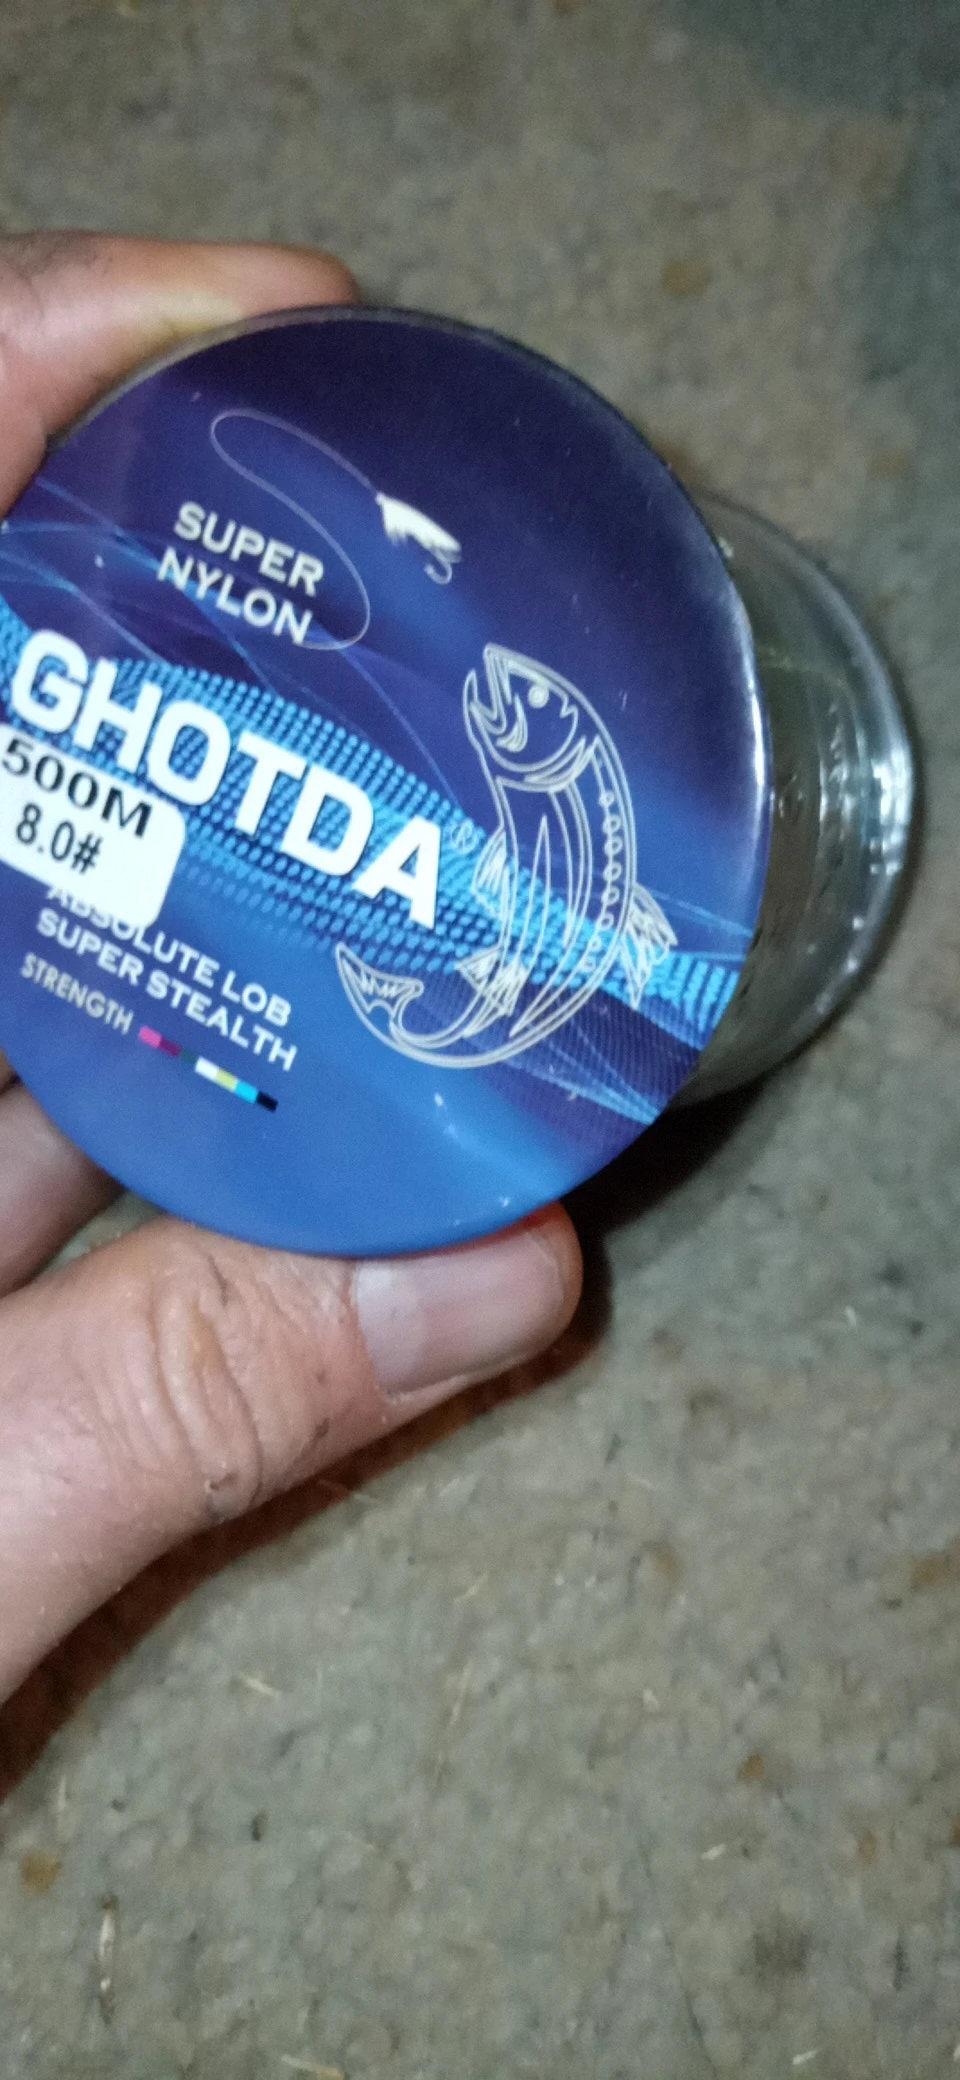 SUPER
NYLON
GHOTDA®
500M
8.0#
ABSOLUTE LOB
SUPER STEALTH
STRENGTH